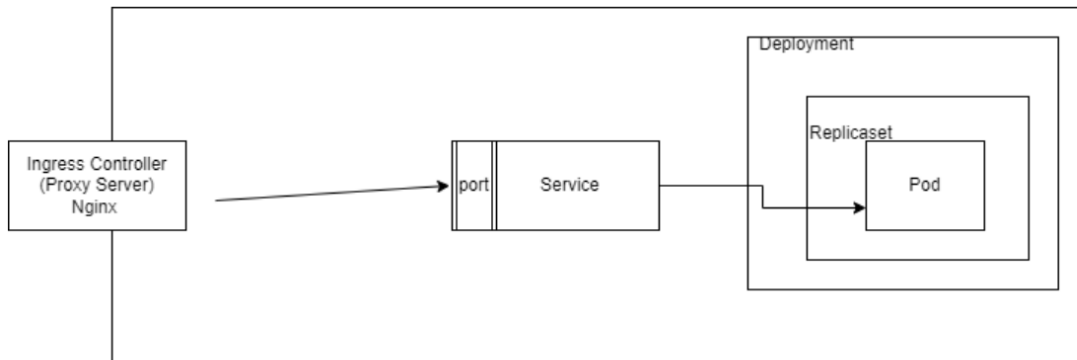 Deployment
Replicaset
Ingress Controller
(Proxy Server)
Nginx
port
Service
Pod